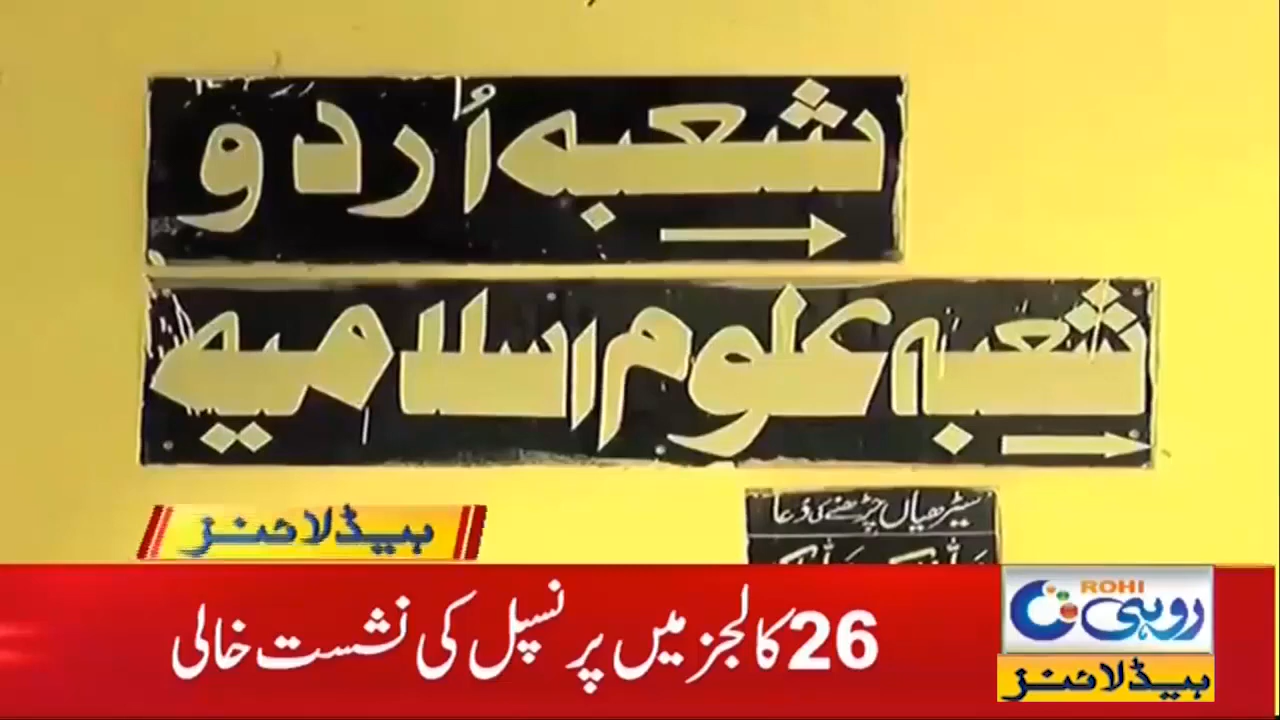 شعبہ اُردو
شعبہ علوم اسلامیہ
سیڑھیاں چڑھنے کی دُعا
ہیڈلائنز
26 کالجز میں پرنسپل کی نشست خالی
ROHI
روہی
ہیڈلائنز